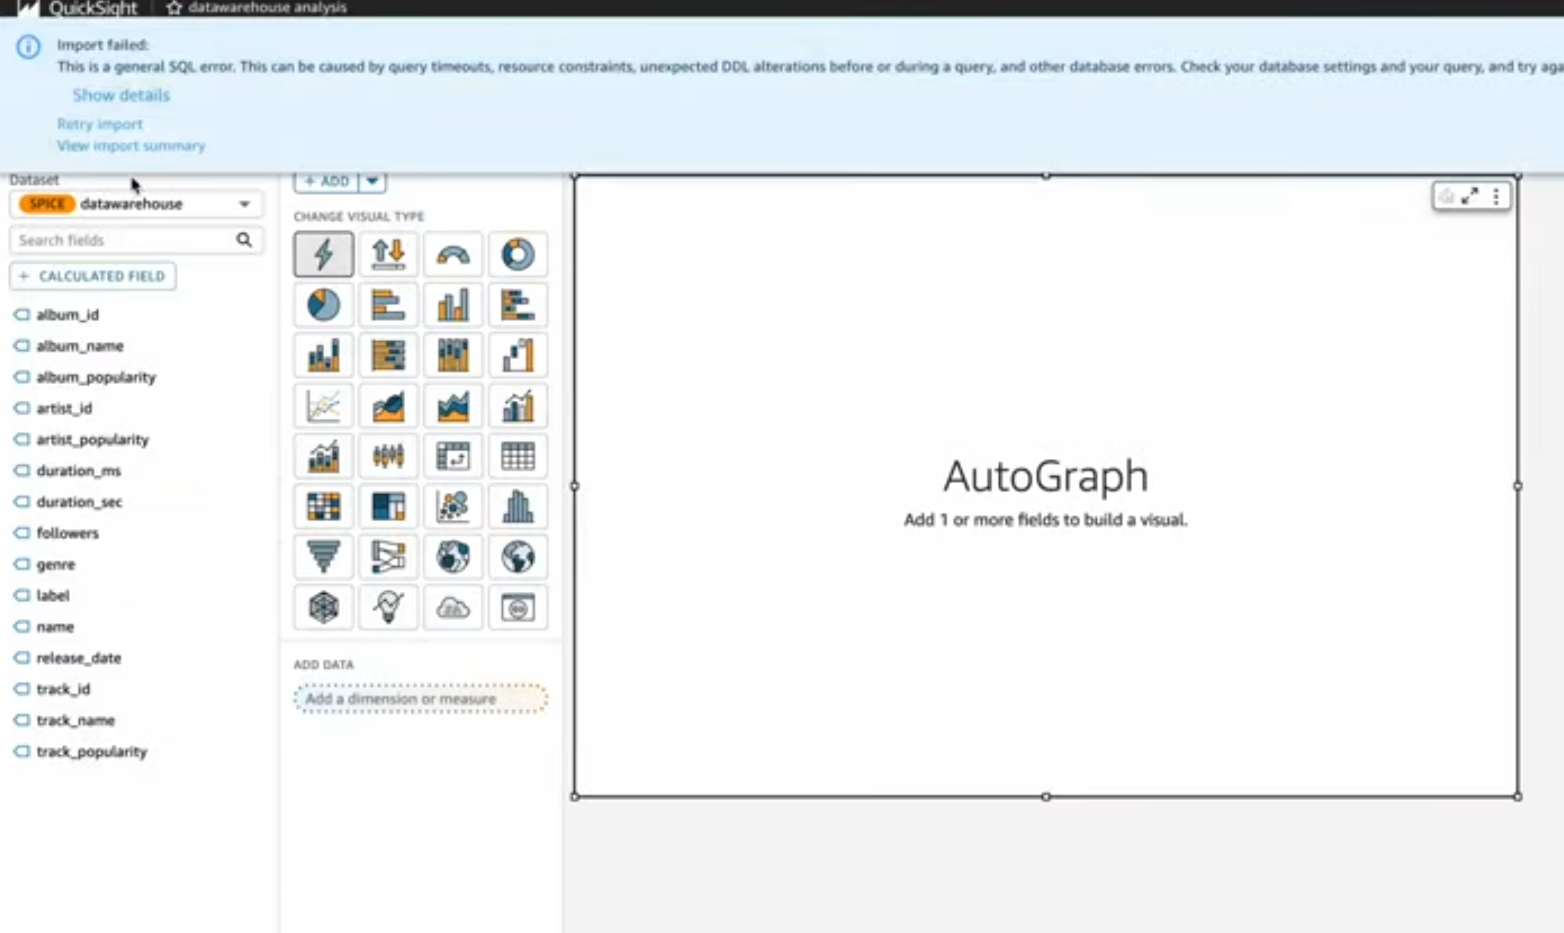 QuickSight
datawarehouse analysis
Import failed:
This is a general SQL error. This can be caused by query timeouts, resource constraints, unexpected DDL alterations before or during a query, and other database errors. Check your database settings and your query, and try aga
Show details
Retry import
View import summary
Dataset
SPICE datawarehouse
Search fields
+ CALCULATED FIELD
album_id
album_name
album_popularity
artist_id
artist_popularity
duration_ms
duration_sec
followers
genre
label
name
release_date
track_id
track_name
track_popularity
+ ADD
CHANGE VISUAL TYPE
ADD DATA
Add a dimension or measure
AutoGraph
Add 1 or more fields to build a visual.